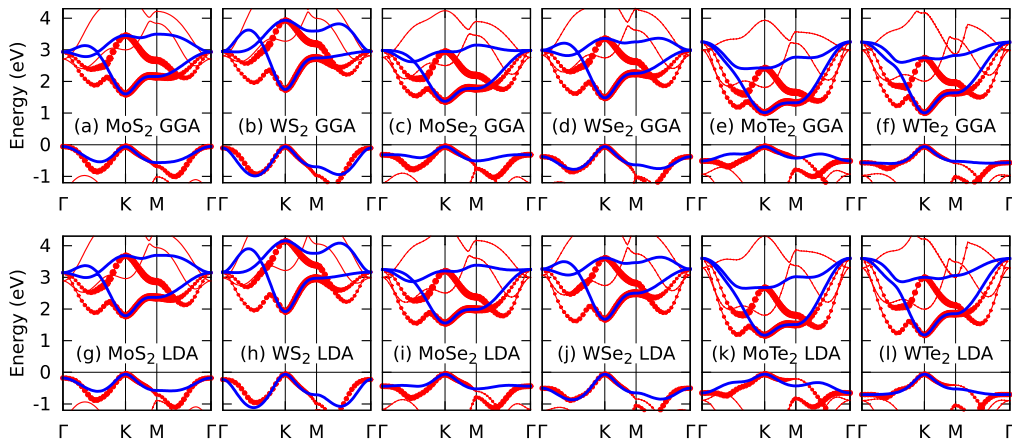 Energy (eV)
4
3
2
1
0
-1
(a) MoS2 GGA
(b) WS2 GGA
(c) MoSe2 GGA
(d) WSe2 GGA
(e) MoTe2 GGA
(f) WTe2 GGA
Γ K M Γ
Γ K M ΓΓ K M ΓΓ K M ΓΓ K M ΓΓ K M Γ
Energy (eV)
4
3
2
1
0
-1
(g) MoS2 LDA
(h) WS2 LDA
(i) MoSe2 LDA
(j) WSe2 LDA
(k) MoTe2 LDA
(l) WTe2 LDA
Γ K M Γ
Γ K M ΓΓ K M ΓΓ K M ΓΓ K M ΓΓ K M Γ